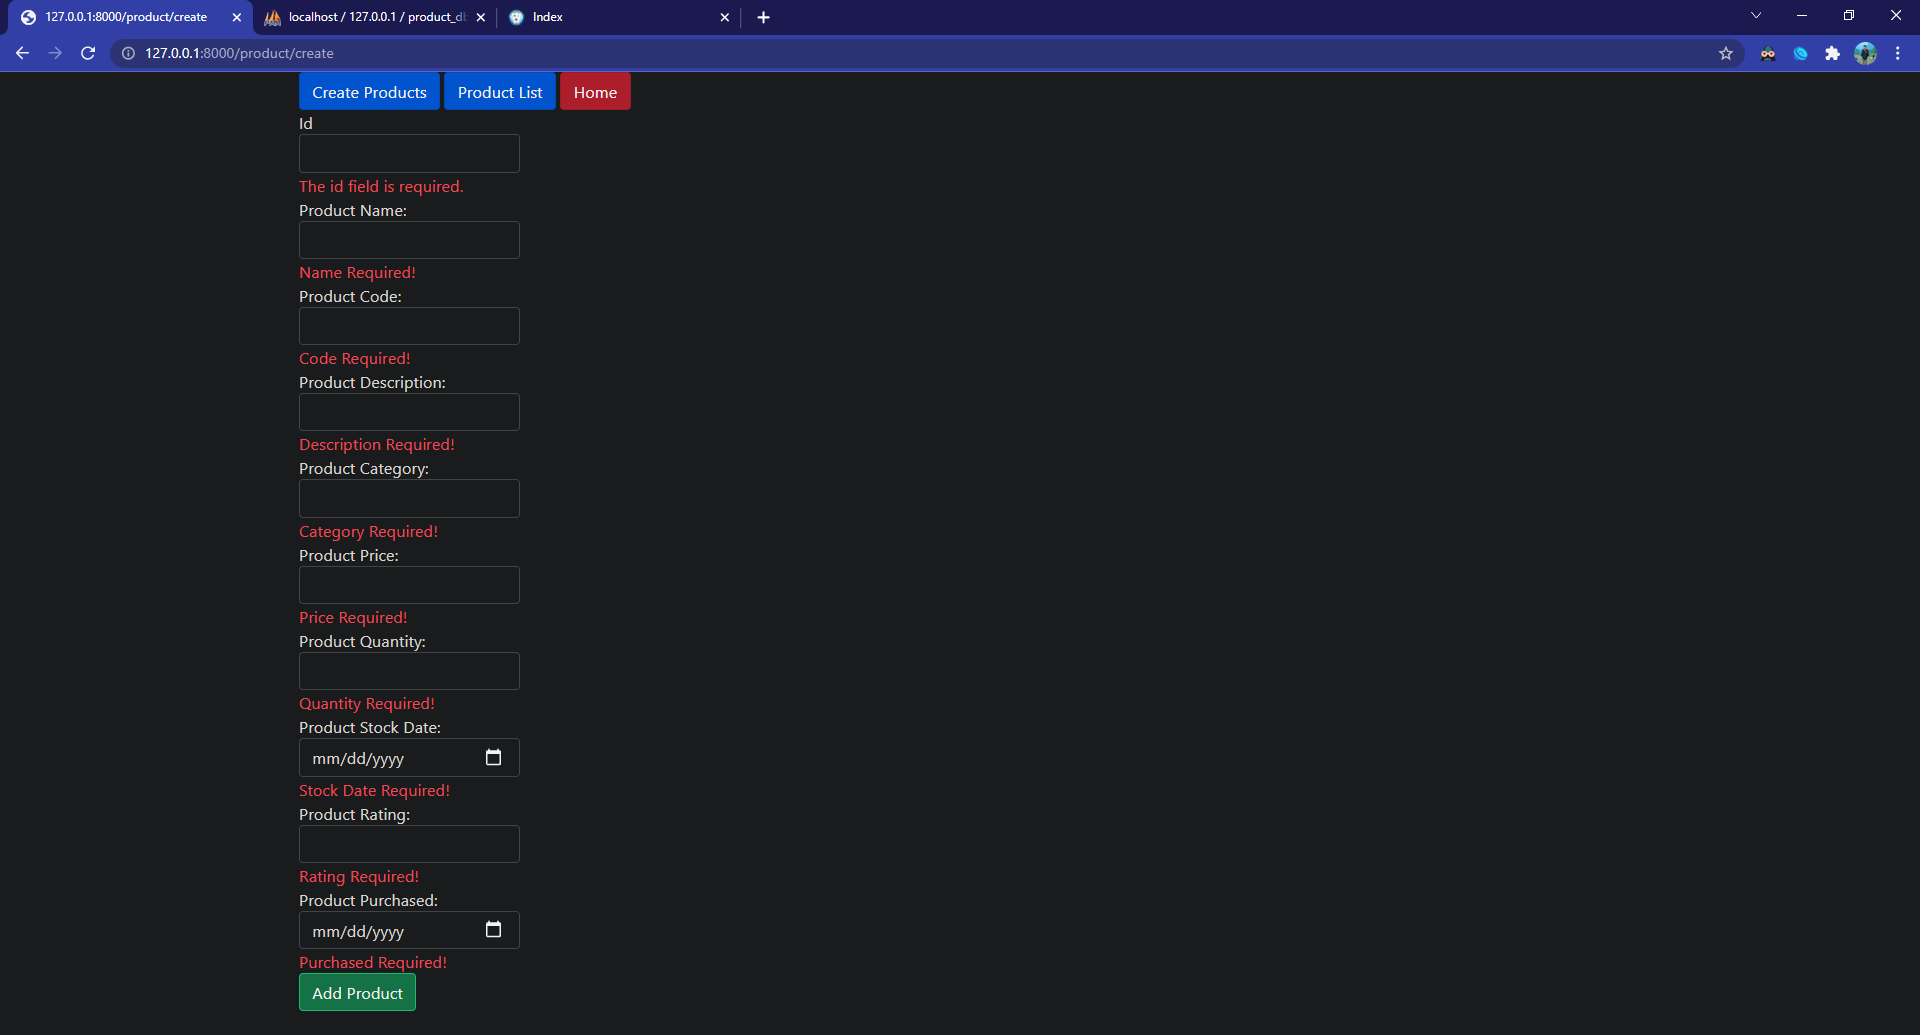 127.0.0.1:8000/product/create
localhost / 127.0.0.1 / product_d
Index
127.0.0.1:8000/product/create
Create Products Product List Home
Id
The id field is required.
Product Name:
Name Required!
Product Code:
Code Required!
Product Description:
Description Required!
Product Category:
Category Required!
Product Price:
Price Required!
Product Quantity:
Quantity Required!
Product Stock Date:
mm/dd/yyyy
Stock Date Required!
Product Rating:
Rating Required!
Product Purchased:
mm/dd/yyyy
Purchased Required!
Add Product